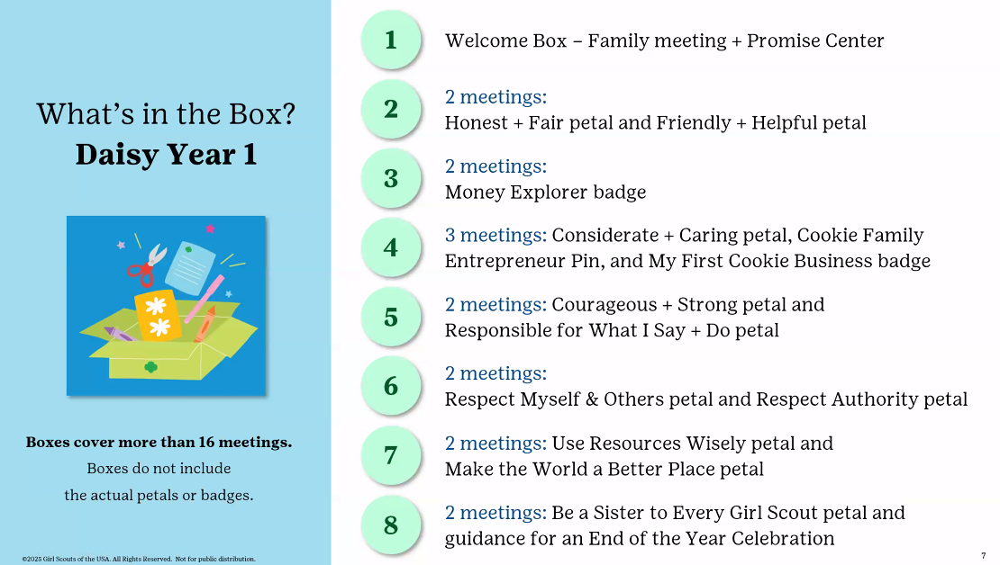 What's in the Box?
Daisy Year 1
Boxes cover more than 16 meetings.
Boxes do not include
the actual petals or badges.
©2025 Girl Scouts of the USA. All Rights Reserved. Not for public distribution.
1
Welcome Box – Family meeting + Promise Center
2
2 meetings:
Honest + Fair petal and Friendly + Helpful petal
3
2 meetings:
Money Explorer badge
4
3 meetings: Considerate + Caring petal, Cookie Family
Entrepreneur Pin, and My First Cookie Business badge
5
2 meetings: Courageous + Strong petal and
Responsible for What I Say + Do petal
6
2 meetings:
Respect Myself & Others petal and Respect Authority petal
7
2 meetings: Use Resources Wisely petal and
Make the World a Better Place petal
8
2 meetings: Be a Sister to Every Girl Scout petal and
guidance for an End of the Year Celebration
7